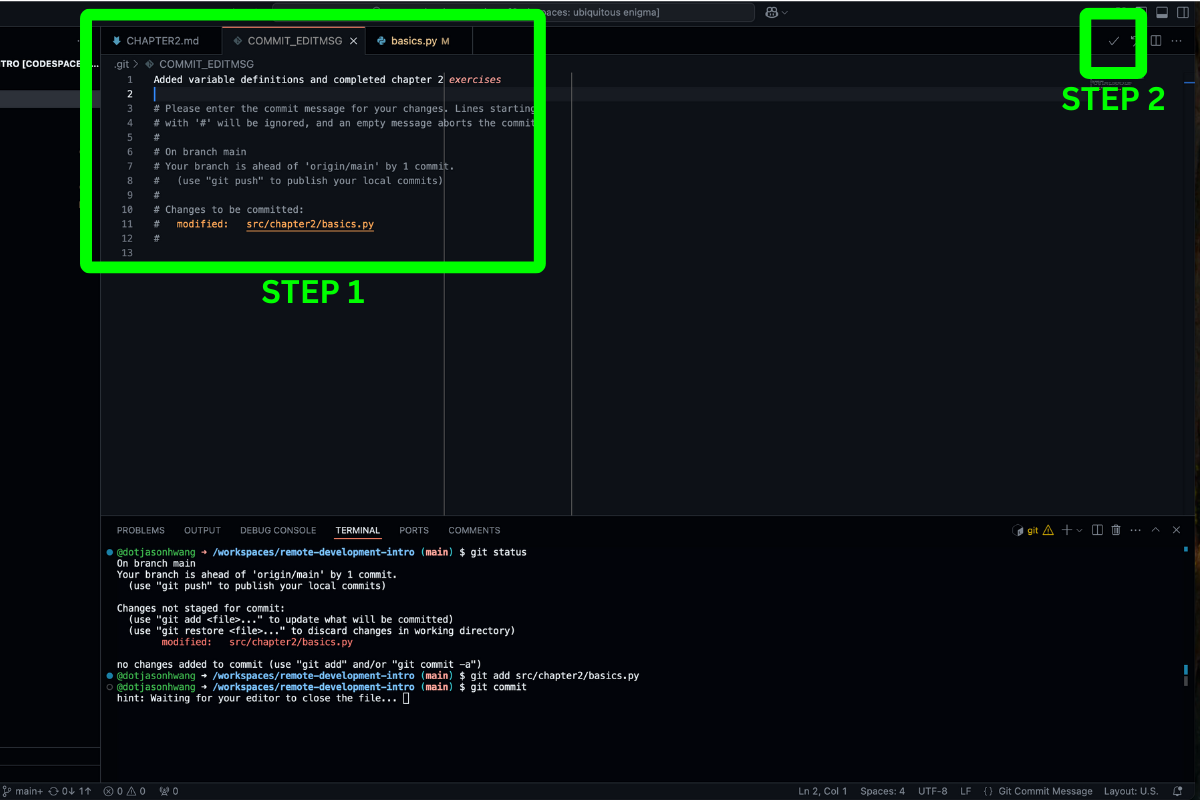 spaces: ubiquitous enigma]
CHAPTER2.md
COMMIT_EDITMSG
basics.py M
TRO [CODESPACE...
.git > COMMIT_EDITMSG
1 Added variable definitions and completed chapter 2 exercises
2
3 # Please enter the commit message for your changes. Lines starting
4 # with '#' will be ignored, and an empty message aborts the commit
5 #
6 # On branch main
7 # Your branch is ahead of 'origin/main' by 1 commit.
8 #   (use "git push" to publish your local commits)
9 #
10 # Changes to be committed:
11 #   modified:   src/chapter2/basics.py
12 #
13
STEP 1
STEP 2
PROBLEMS OUTPUT DEBUG CONSOLE TERMINAL PORTS COMMENTS
git
@dotjasonhwang → /workspaces/remote-development-intro (main) $ git status
On branch main
Your branch is ahead of 'origin/main' by 1 commit.
  (use "git push" to publish your local commits)
Changes not staged for commit:
  (use "git add <file>..." to update what will be committed)
  (use "git restore <file>..." to discard changes in working directory)
        modified:   src/chapter2/basics.py
no changes added to commit (use "git add" and/or "git commit -a")
@dotjasonhwang → /workspaces/remote-development-intro (main) $ git add src/chapter2/basics.py
@dotjasonhwang → /workspaces/remote-development-intro (main) $ git commit
hint: Waiting for your editor to close the file...
main+ 0↓ 1↑ 0 0 0 Ln 2, Col 1 Spaces: 4 UTF-8 LF {} Git Commit Message Layout: U.S.